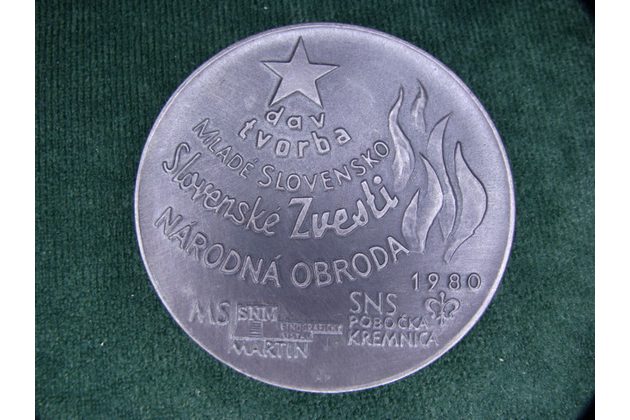 dav
tvorba
MLADÉ SLOVENSKO
Slovenské Zvesti
NÁRODNÁ OBRODA
1980
MS SNM
MARTIN
SNS
POBOČKA
KREMNICA